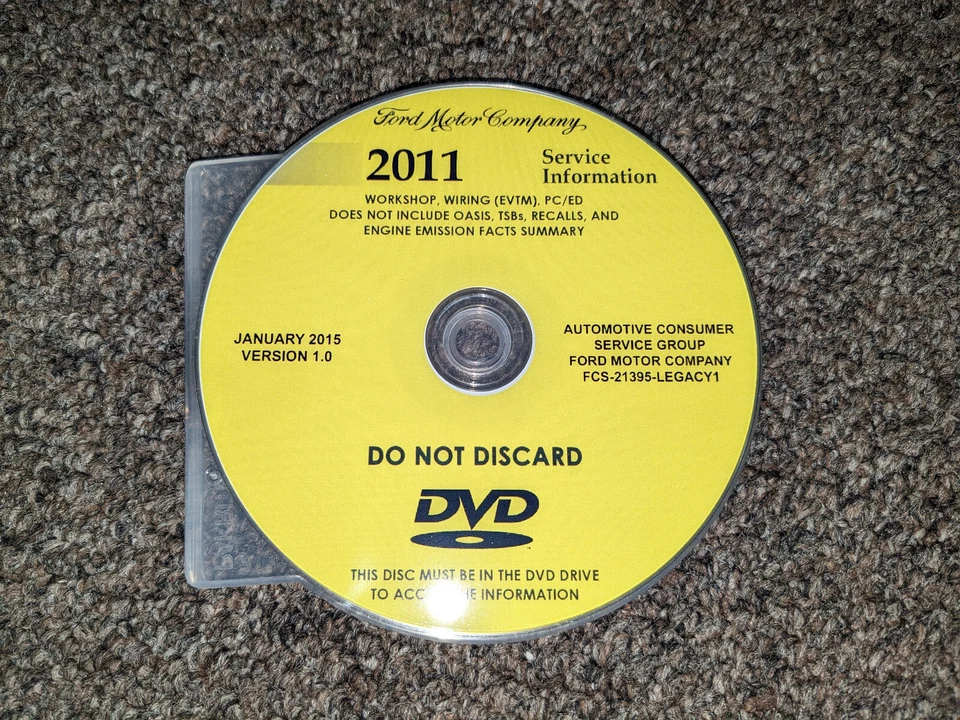 Ford Motor Company
2011
Service
Information
WORKSHOP, WIRING (EVTM), PC/ED
DOES NOT INCLUDE OASIS, TSBs, RECALLS, AND
ENGINE EMISSION FACTS SUMMARY
JANUARY 2015
VERSION 1.0
AUTOMOTIVE CONSUMER
SERVICE GROUP
FORD MOTOR COMPANY
FCS-21395-LEGACY1
DO NOT DISCARD
DVD
THIS DISC MUST BE IN THE DVD DRIVE
TO INFORMATION